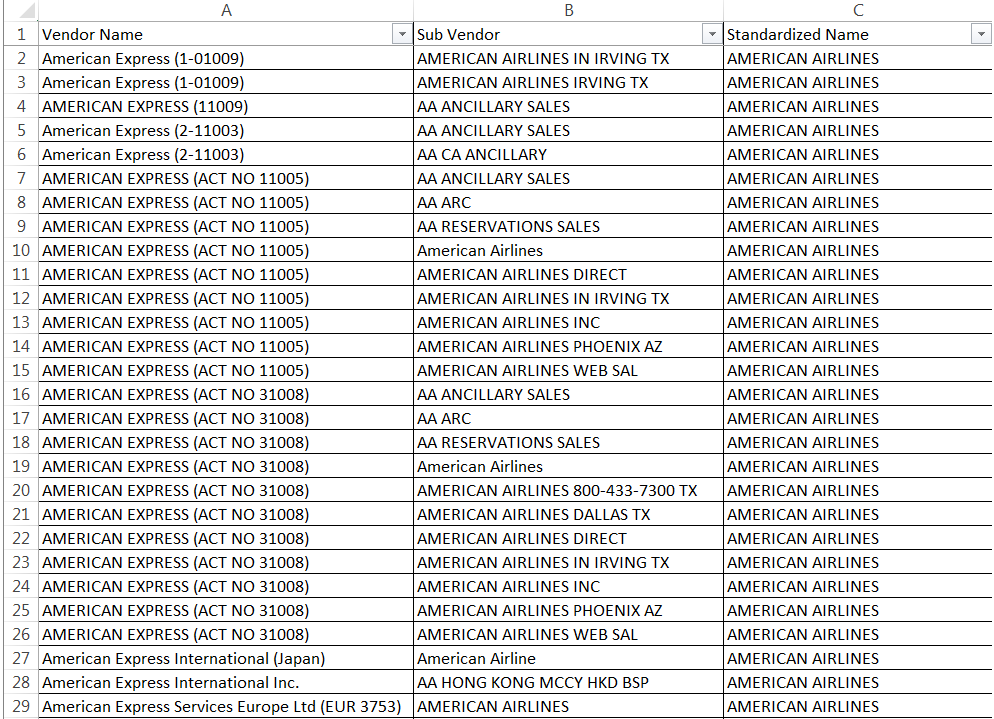 A B C
1 Vendor Name Sub Vendor Standardized Name
2 American Express (1-01009) AMERICAN AIRLINES IN IRVING TX AMERICAN AIRLINES
3 American Express (1-01009) AMERICAN AIRLINES IRVING TX AMERICAN AIRLINES
4 AMERICAN EXPRESS (11009) AA ANCILLARY SALES AMERICAN AIRLINES
5 American Express (2-11003) AA ANCILLARY SALES AMERICAN AIRLINES
6 American Express (2-11003) AA CA ANCILLARY AMERICAN AIRLINES
7 AMERICAN EXPRESS (ACT NO 11005) AA ANCILLARY SALES AMERICAN AIRLINES
8 AMERICAN EXPRESS (ACT NO 11005) AA ARC AMERICAN AIRLINES
9 AMERICAN EXPRESS (ACT NO 11005) AA RESERVATIONS SALES AMERICAN AIRLINES
10 AMERICAN EXPRESS (ACT NO 11005) American Airlines AMERICAN AIRLINES
11 AMERICAN EXPRESS (ACT NO 11005) AMERICAN AIRLINES DIRECT AMERICAN AIRLINES
12 AMERICAN EXPRESS (ACT NO 11005) AMERICAN AIRLINES IN IRVING TX AMERICAN AIRLINES
13 AMERICAN EXPRESS (ACT NO 11005) AMERICAN AIRLINES INC AMERICAN AIRLINES
14 AMERICAN EXPRESS (ACT NO 11005) AMERICAN AIRLINES PHOENIX AZ AMERICAN AIRLINES
15 AMERICAN EXPRESS (ACT NO 11005) AMERICAN AIRLINES WEB SAL AMERICAN AIRLINES
16 AMERICAN EXPRESS (ACT NO 31008) AA ANCILLARY SALES AMERICAN AIRLINES
17 AMERICAN EXPRESS (ACT NO 31008) AA ARC AMERICAN AIRLINES
18 AMERICAN EXPRESS (ACT NO 31008) AA RESERVATIONS SALES AMERICAN AIRLINES
19 AMERICAN EXPRESS (ACT NO 31008) American Airlines AMERICAN AIRLINES
20 AMERICAN EXPRESS (ACT NO 31008) AMERICAN AIRLINES 800-433-7300 TX AMERICAN AIRLINES
21 AMERICAN EXPRESS (ACT NO 31008) AMERICAN AIRLINES DALLAS TX AMERICAN AIRLINES
22 AMERICAN EXPRESS (ACT NO 31008) AMERICAN AIRLINES DIRECT AMERICAN AIRLINES
23 AMERICAN EXPRESS (ACT NO 31008) AMERICAN AIRLINES IN IRVING TX AMERICAN AIRLINES
24 AMERICAN EXPRESS (ACT NO 31008) AMERICAN AIRLINES INC AMERICAN AIRLINES
25 AMERICAN EXPRESS (ACT NO 31008) AMERICAN AIRLINES PHOENIX AZ AMERICAN AIRLINES
26 AMERICAN EXPRESS (ACT NO 31008) AMERICAN AIRLINES WEB SAL AMERICAN AIRLINES
27 American Express International (Japan) American Airline AMERICAN AIRLINES
28 American Express International Inc. AA HONG KONG MCCY HKD BSP AMERICAN AIRLINES
29 American Express Services Europe Ltd (EUR 3753) AMERICAN AIRLINES AMERICAN AIRLINES